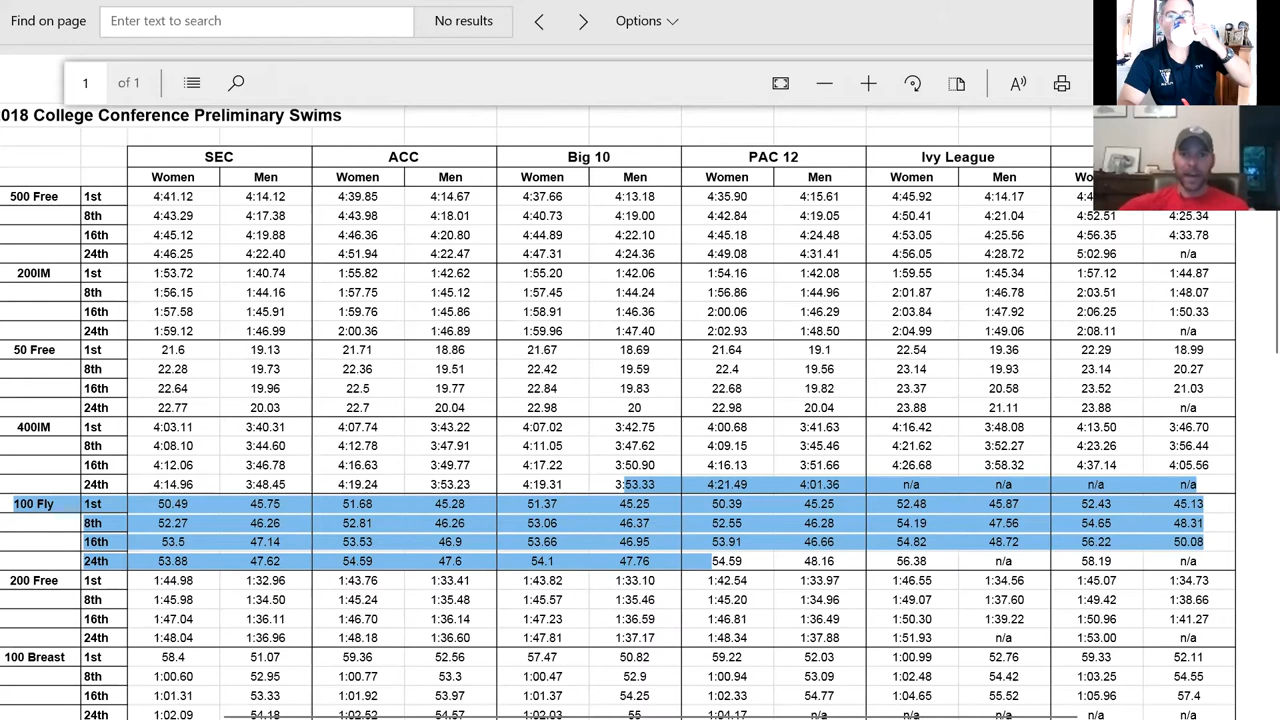 Find on page Enter text to search No results Options
1 of 1
018 College Conference Preliminary Swims
SEC ACC Big 10 PAC 12 Ivy League
Women Men Women Men Women Men Women Men Women Men Wo
500 Free 1st 4:41.12 4:14.12 4:39.85 4:14.67 4:37.66 4:13.18 4:35.90 4:15.61 4:45.92 4:14.17
8th 4:43.29 4:17.38 4:43.98 4:18.01 4:40.73 4:19.00 4:42.84 4:19.05 4:50.41 4:21.04 4:52.51 4:25.34
16th 4:45.12 4:19.88 4:46.36 4:20.80 4:44.89 4:22.10 4:45.18 4:24.48 4:53.05 4:25.56 4:56.35 4:33.78
24th 4:46.25 4:22.40 4:51.94 4:22.47 4:47.31 4:24.36 4:49.08 4:31.41 4:56.05 4:28.72 5:02.96 n/a
200IM 1st 1:53.72 1:40.74 1:55.82 1:42.62 1:55.20 1:42.06 1:54.16 1:42.08 1:59.55 1:45.34 1:57.12 1:44.87
8th 1:56.15 1:44.16 1:57.75 1:45.12 1:57.45 1:44.24 1:56.86 1:44.96 2:01.87 1:46.78 2:03.51 1:48.07
16th 1:57.58 1:45.91 1:59.76 1:45.86 1:58.91 1:46.36 2:00.06 1:46.29 2:03.84 1:47.92 2:06.25 1:50.33
24th 1:59.12 1:46.99 2:00.36 1:46.89 1:59.96 1:47.40 2:02.93 1:48.50 2:04.99 1:49.06 2:08.11 n/a
50 Free 1st 21.6 19.13 21.71 18.86 21.67 18.69 21.64 19.1 22.54 19.36 22.29 18.99
8th 22.28 19.73 22.36 19.51 22.42 19.59 22.4 19.56 23.14 19.93 23.14 20.27
16th 22.64 19.96 22.5 19.77 22.84 19.83 22.68 19.82 23.37 20.58 23.52 21.03
24th 22.77 20.03 22.7 20.04 22.98 20 22.98 20.04 23.88 21.11 23.88 n/a
400IM 1st 4:03.11 3:40.31 4:07.74 3:43.22 4:07.02 3:42.75 4:00.68 3:41.63 4:16.42 3:48.08 4:13.50 3:46.70
8th 4:08.10 3:44.60 4:12.78 3:47.91 4:11.05 3:47.62 4:09.15 3:45.46 4:21.62 3:52.27 4:23.26 3:56.44
16th 4:12.06 3:46.78 4:16.63 3:49.77 4:17.22 3:50.90 4:16.13 3:51.66 4:26.68 3:58.32 4:37.14 4:05.56
24th 4:14.96 3:48.45 4:19.24 3:53.23 4:19.31 3:53.33 4:21.49 4:01.36 n/a n/a n/a n/a
100 Fly 1st 50.49 45.75 51.68 45.28 51.37 45.25 50.39 45.25 52.43 45.87 52.43 45.13
8th 52.27 46.26 52.81 46.26 53.06 46.37 52.55 46.28 54.19 47.56 54.65 48.31
16th 53.5 47.14 53.53 46.9 53.66 46.95 53.91 46.66 54.82 48.72 56.22 50.08
24th 53.88 47.62 54.59 47.6 54.1 47.76 54.59 48.16 56.38 n/a 58.19 n/a
200 Free 1st 1:44.98 1:32.96 1:43.76 1:33.41 1:43.82 1:33.10 1:42.54 1:33.97 1:46.55 1:34.56 1:45.07 1:34.73
8th 1:45.98 1:34.50 1:45.24 1:35.48 1:45.57 1:35.46 1:45.20 1:34.96 1:49.07 1:37.60 1:49.42 1:38.66
16th 1:47.04 1:36.11 1:46.70 1:36.14 1:47.23 1:36.59 1:46.81 1:36.49 1:50.30 1:39.22 1:50.96 1:41.27
24th 1:48.04 1:36.96 1:48.18 1:36.60 1:47.81 1:37.17 1:48.34 1:37.88 1:51.93 n/a 1:53.00 n/a
100 Breast 1st 58.4 51.07 59.36 52.56 57.47 50.82 59.22 52.03 1:00.99 52.76 59.33 52.11
8th 1:00.60 52.95 1:00.77 53.3 1:00.47 52.9 1:00.94 53.09 1:02.48 54.42 1:03.25 54.55
16th 1:01.31 53.33 1:01.92 53.97 1:01.37 54.25 1:02.33 54.77 1:04.65 55.52 1:05.96 57.4
24th 1:02.09 54.18 1:02.52 54.57 1:02.03 55 1:04.17 n/a n/a n/a n/a n/a